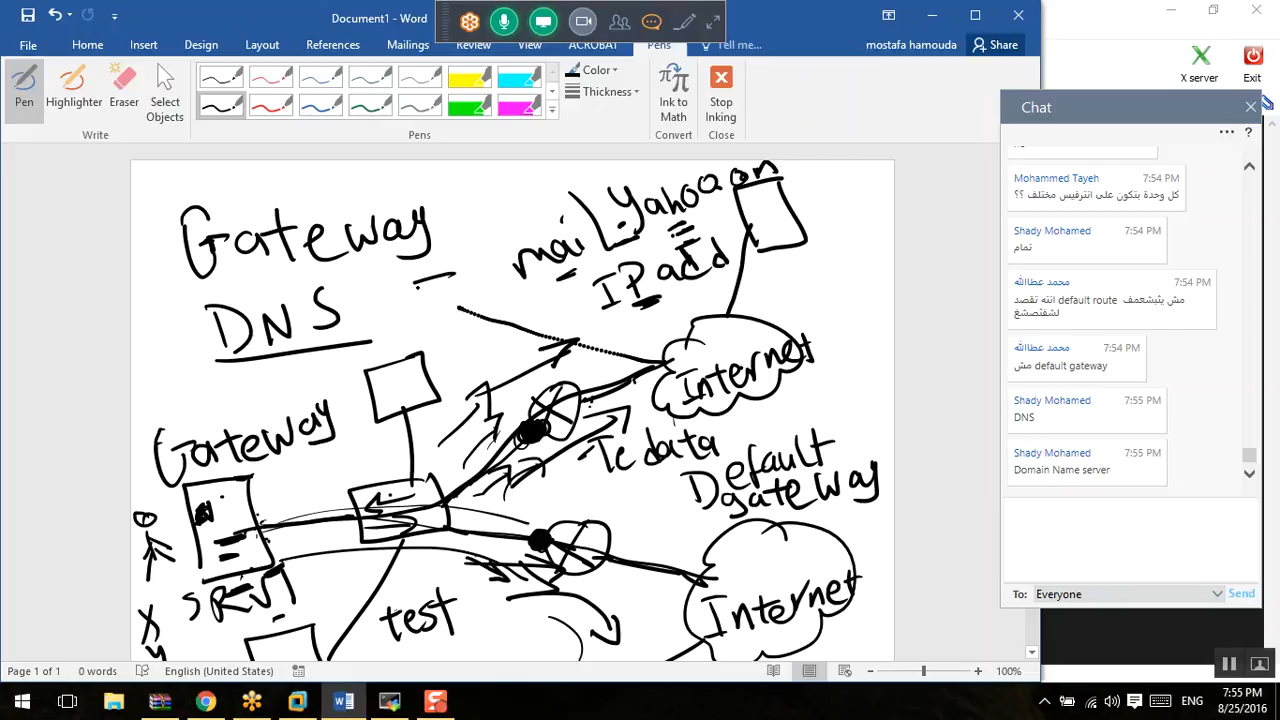 Document1 - Word
File
Home
Insert
Design
Layout
References
Mailings
Review
View
ACROBAT
Pens
Tell me...
mostafa hamouda
Share
Pen
Highlighter
Eraser
Select
Objects
Write
Pens
Color
Thickness
Ink to
Math
Convert
Stop
Inking
Close
X server
Exit
Chat
Mohammed Tayeh 7:54 PM
كل وحدة بتكون على انترفيس مختلف ؟؟
Shady Mohamed 7:54 PM
تمام
محمد عطاالله 7:54 PM
مش يثبشعمف default route انته تقصد
لشفثصشغ
محمد عطاالله 7:54 PM
مش default gateway
Shady Mohamed 7:55 PM
DNS
Shady Mohamed 7:55 PM
Domain Name server
To: Everyone
Send
Gateway
mail.Yahoo
IP add
DNS
Internet
Gateway
Te data
Default
gateway
SRV1
test
Internet
Page 1 of 1
0 words
English (United States)
100%
ENG
7:55 PM
8/25/2016